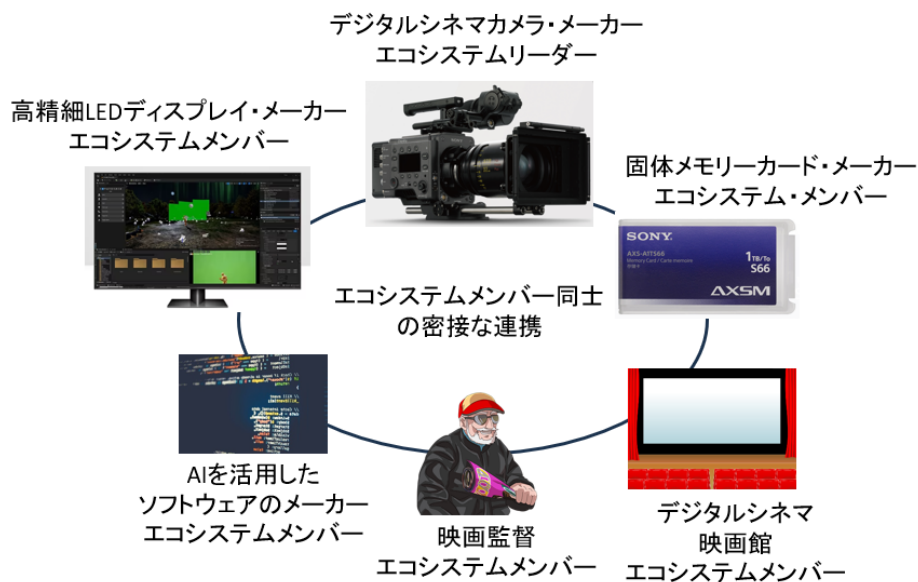 デジタルシネマカメラ・メーカー
エコシステムリーダー
高精細LEDディスプレイ・メーカー
エコシステムメンバー
固体メモリーカード・メーカー
エコシステム・メンバー
SONY
AXS-A1TS66
Memory Card / Carte mémoire
1TB/To
S66
AXSM
エコシステムメンバー同士
の密接な連携
AIを活用した
ソフトウェアのメーカー
エコシステムメンバー
映画監督
エコシステムメンバー
デジタルシネマ
映画館
エコシステムメンバー